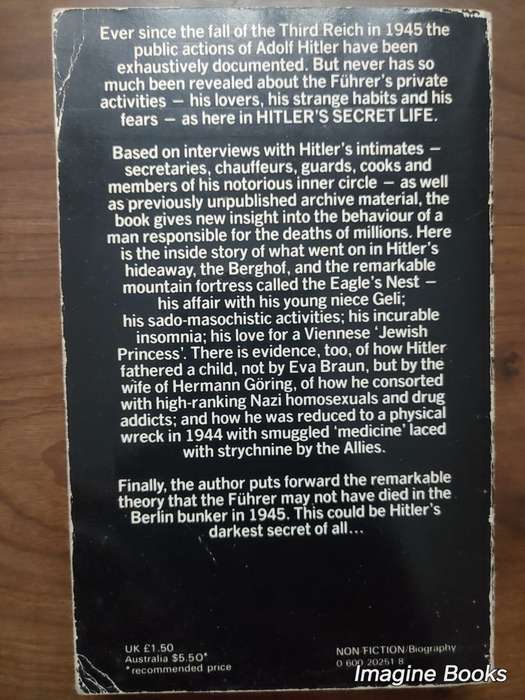 Ever since the fall of the Third Reich in 1945 the
public actions of Adolf Hitler have been
exhaustively documented. But never has so
much been revealed about the Führer's private
activities — his lovers, his strange habits and his
fears — as here in HITLER'S SECRET LIFE.
Based on interviews with Hitler's intimates —
secretaries, chauffeurs, guards, cooks and
members of his notorious inner circle — as well
as previously unpublished archive material, the
book gives new insight into the behaviour of a
man responsible for the deaths of millions. Here
is the inside story of what went on in Hitler's
hideaway, the Berghof, and the remarkable
mountain fortress called the Eagle's Nest —
his affair with his young niece Geli;
his sado-masochistic activities; his incurable
insomnia; his love for a Viennese 'Jewish
Princess'. There is evidence, too, of how Hitler
fathered a child, not by Eva Braun, but by the
wife of Hermann Göring, of how he consorted
with high-ranking Nazi homosexuals and drug
addicts; and how he was reduced to a physical
wreck in 1944 with smuggled 'medicine' laced
with strychnine by the Allies.
Finally, the author puts forward the remarkable
theory that the Führer may not have died in the
Berlin bunker in 1945. This could be Hitler's
darkest secret of all...
UK £1.50
Australia $5.50*
*recommended price
NON FICTION/Biography
0 600 20251 8
Imagine Books